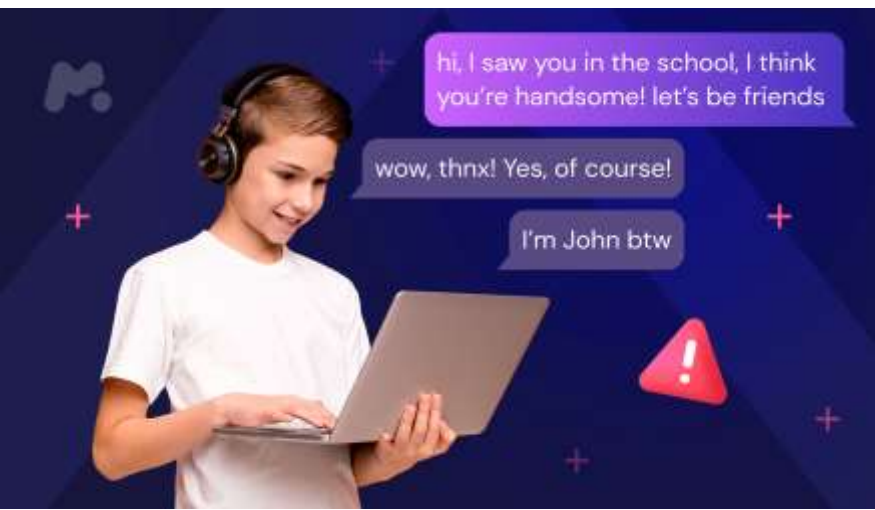 hi, I saw you in the school, I think
you're handsome! let's be friends
wow, thnx! Yes, of course!
I'm John btw